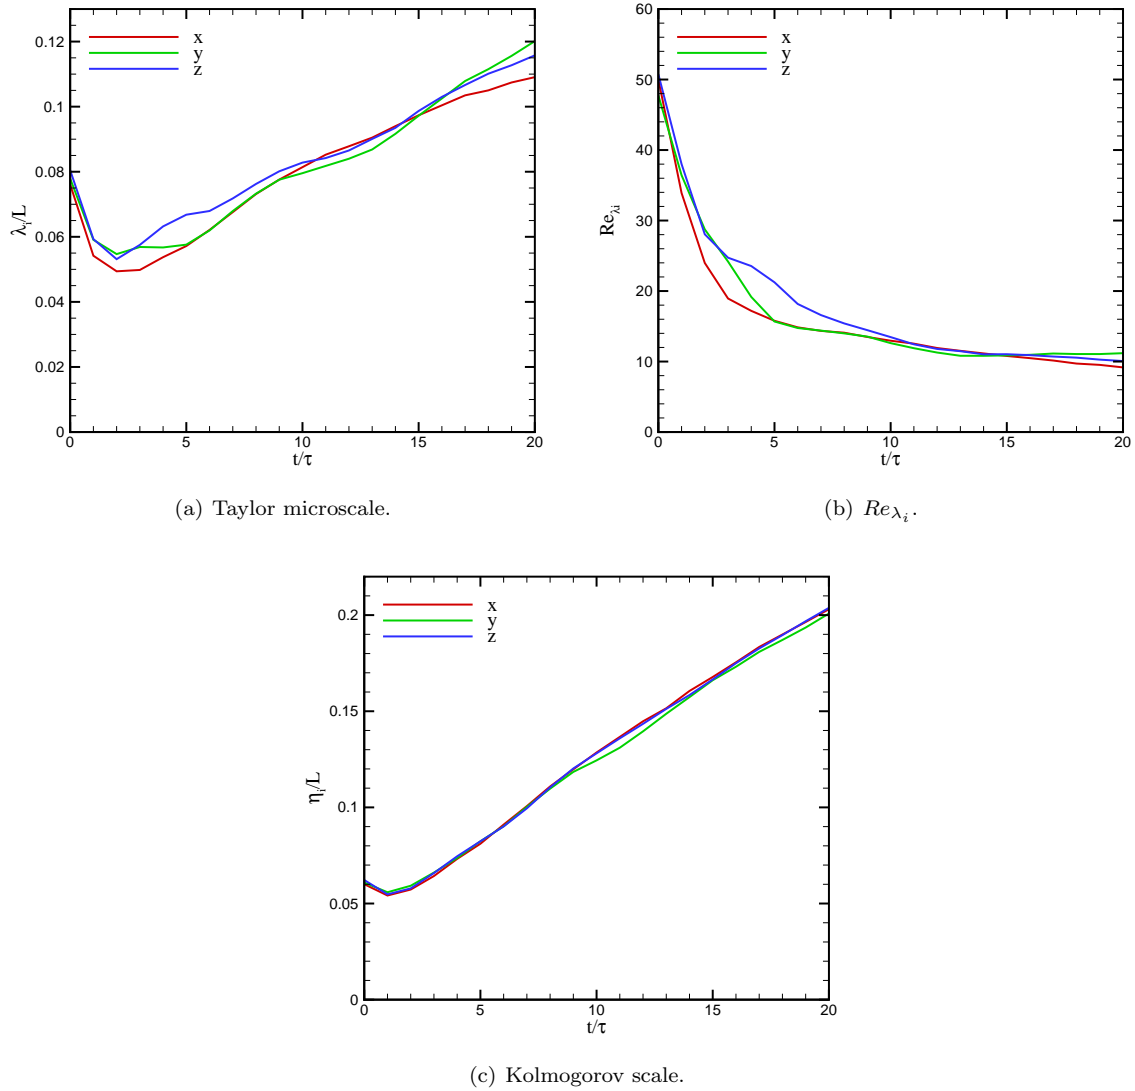 0.12
0.1
0.08
0.06
0.04
0.02
0
λi/L
x
y
z
0 5 10 15 20
t/τ
(a) Taylor microscale.
60
50
40
30
20
10
0
Reλi
x
y
z
0 5 10 15 20
t/τ
(b) Reλi.
0.2
0.15
0.1
0.05
0
ηi/L
x
y
z
0 5 10 15 20
t/τ
(c) Kolmogorov scale.